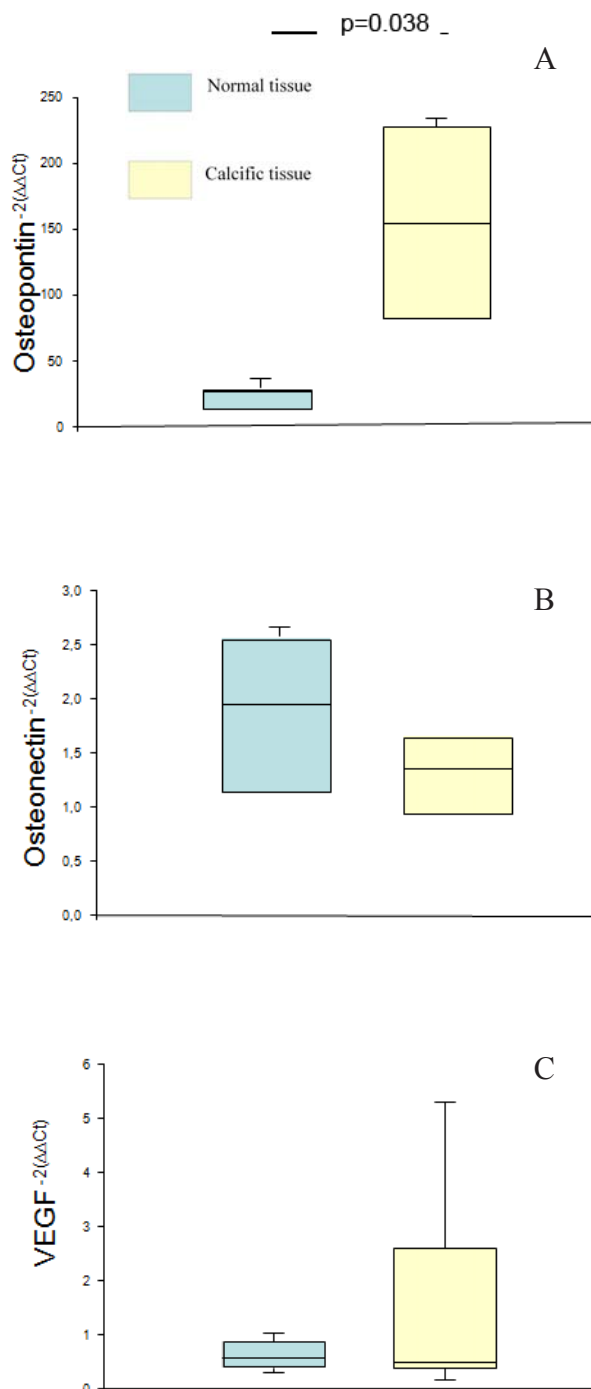 p=0.038
A
Normal tissue
Calcific tissue
250
200
150
100
50
0
Osteopontin-2(ΔΔCt)
B
3,0
2,5
2,0
1,5
1,0
0,5
0,0
Osteonectin-2(ΔΔCt)
C
6
5
4
3
2
1
0
VEGF-2(ΔΔCt)